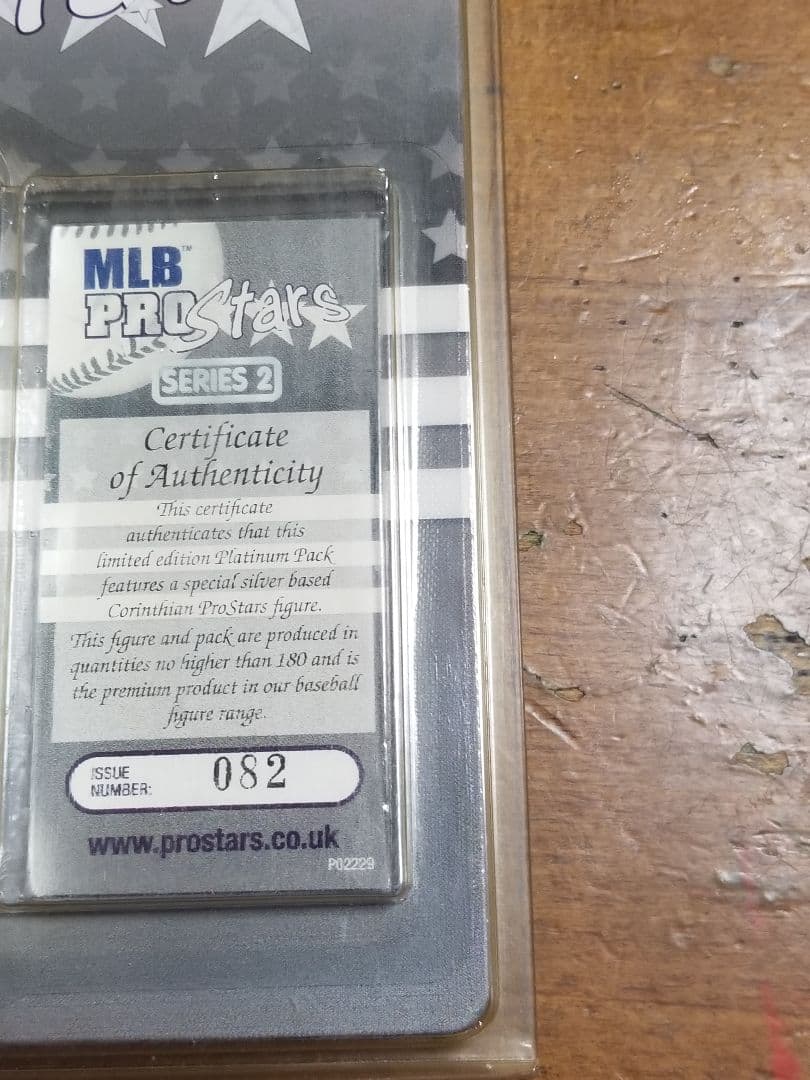 MLB™
PROStars
SERIES 2
Certificate
of Authenticity
This certificate
authenticates that this
limited edition Platinum Pack
features a special silver based
Corinthian ProStars figure.
This figure and pack are produced in
quantities no higher than 180 and is
the premium product in our baseball
figure range.
ISSUE
NUMBER: 082
www.prostars.co.uk
P02229